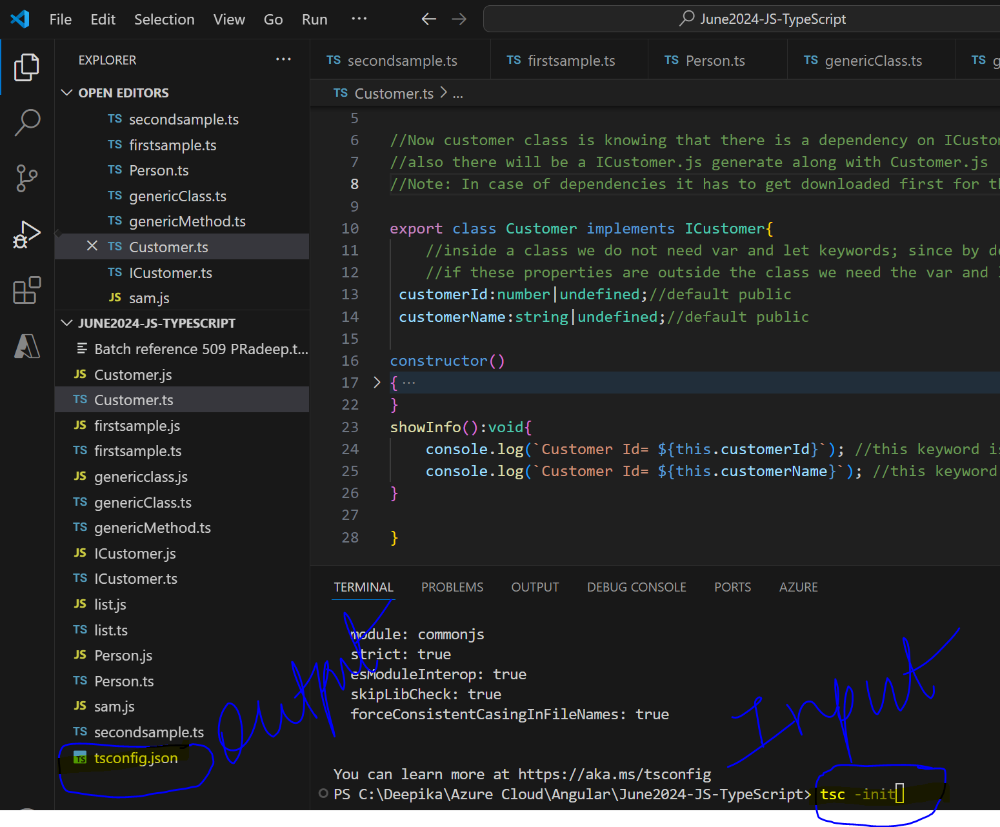 File Edit Selection View Go Run ··· June2024-JS-TypeScript
EXPLORER ···
OPEN EDITORS
TS secondsample.ts
TS firstsample.ts
TS Person.ts
TS genericClass.ts
TS genericMethod.ts
TS Customer.ts
TS ICustomer.ts
JS sam.js
JUNE2024-JS-TYPESCRIPT
Batch reference 509 PRadeep.t...
JS Customer.js
TS Customer.ts
JS firstsample.js
TS firstsample.ts
JS genericclass.js
TS genericClass.ts
TS genericMethod.ts
JS ICustomer.js
TS ICustomer.ts
JS list.js
TS list.ts
JS Person.js
TS Person.ts
JS sam.js
TS secondsample.ts
TS tsconfig.json
output
TS secondsample.ts TS firstsample.ts TS Person.ts TS genericClass.ts TS g
TS Customer.ts > ...
5
6 //Now customer class is knowing that there is a dependency on ICusto
7 //also there will be a ICustomer.js generate along with Customer.js
8 //Note: In case of dependencies it has to get downloaded first for t
9
10 export class Customer implements ICustomer{
11 //inside a class we do not need var and let keywords; since by d
12 //if these properties are outside the class we need the var and
13 customerId:number|undefined;//default public
14 customerName:string|undefined;//default public
15
16 constructor()
17 { ···
22 }
23 showInfo():void{
24 console.log(`Customer Id= ${this.customerId}`); //this keyword is
25 console.log(`Customer Id= ${this.customerName}`); //this keyword
26 }
27
28 }
TERMINAL PROBLEMS OUTPUT DEBUG CONSOLE PORTS AZURE
module: commonjs
strict: true
esModuleInterop: true
skipLibCheck: true
forceConsistentCasingInFileNames: true
Input
You can learn more at https://aka.ms/tsconfig
PS C:\Deepika\Azure Cloud\Angular\June2024-JS-TypeScript> tsc -init